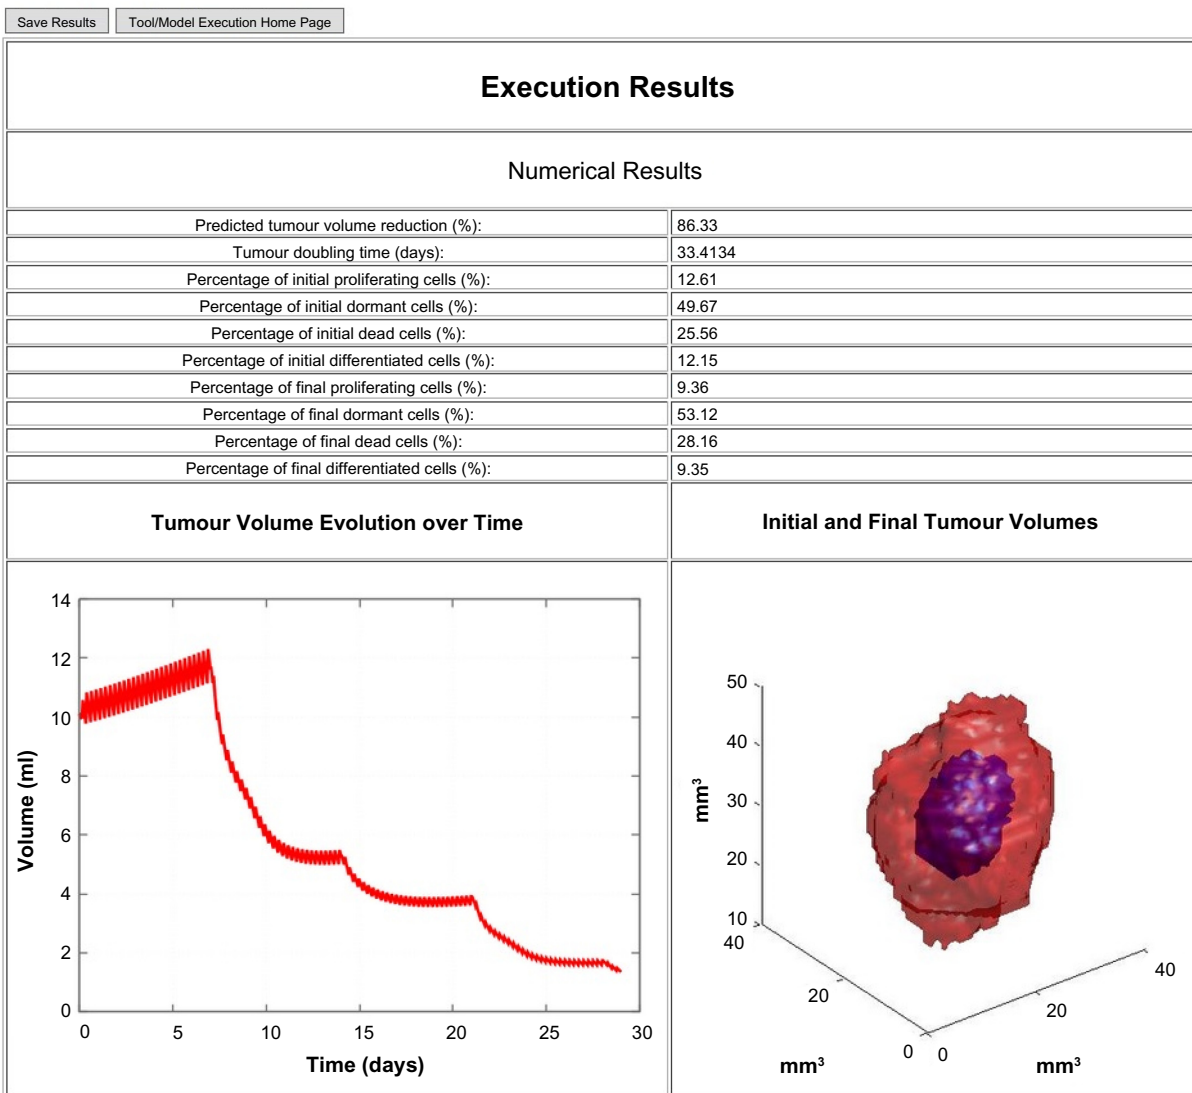 Save Results Tool/Model Execution Home Page
Execution Results
Numerical Results
Predicted tumour volume reduction (%): 86.33
Tumour doubling time (days): 33.4134
Percentage of initial proliferating cells (%): 12.61
Percentage of initial dormant cells (%): 49.67
Percentage of initial dead cells (%): 25.56
Percentage of initial differentiated cells (%): 12.15
Percentage of final proliferating cells (%): 9.36
Percentage of final dormant cells (%): 53.12
Percentage of final dead cells (%): 28.16
Percentage of final differentiated cells (%): 9.35
Tumour Volume Evolution over Time
14
12
10
8
6
4
2
0
Volume (ml)
0 5 10 15 20 25 30
Time (days)
Initial and Final Tumour Volumes
50
40
30
20
10
mm³
40
20
0
mm³
0
20
40
mm³